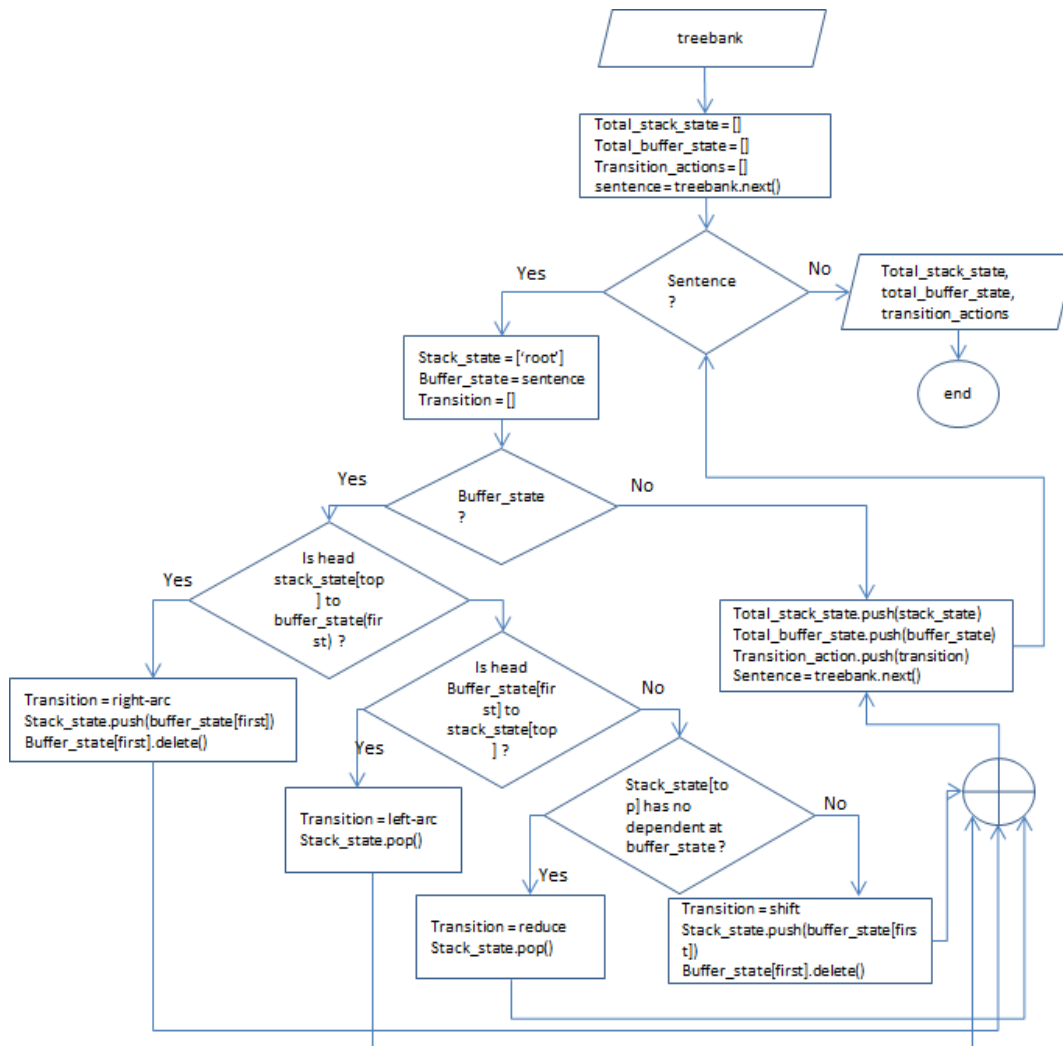 treebank
Total_stack_state = []
Total_buffer_state = []
Transition_actions = []
sentence = treebank.next()
Yes
Sentence
?
No
Total_stack_state,
total_buffer_state,
transition_actions
end
Stack_state = [‘root’]
Buffer_state = sentence
Transition = []
Yes
Buffer_state
?
No
Is head
stack_state[top
] to
buffer_state(fir
st) ?
Yes
Total_stack_state.push(stack_state)
Total_buffer_state.push(buffer_state)
Transition_action.push(transition)
Sentence = treebank.next()
Is head
Buffer_state[fir
st] to
stack_state[top
] ?
No
Transition = right-arc
Stack_state.push(buffer_state[first])
Buffer_state[first].delete()
Yes
Stack_state[to
p] has no
dependent at
buffer_state ?
No
Transition = left-arc
Stack_state.pop()
Yes
Transition = reduce
Stack_state.pop()
Transition = shift
Stack_state.push(buffer_state[firs
t])
Buffer_state[first].delete()